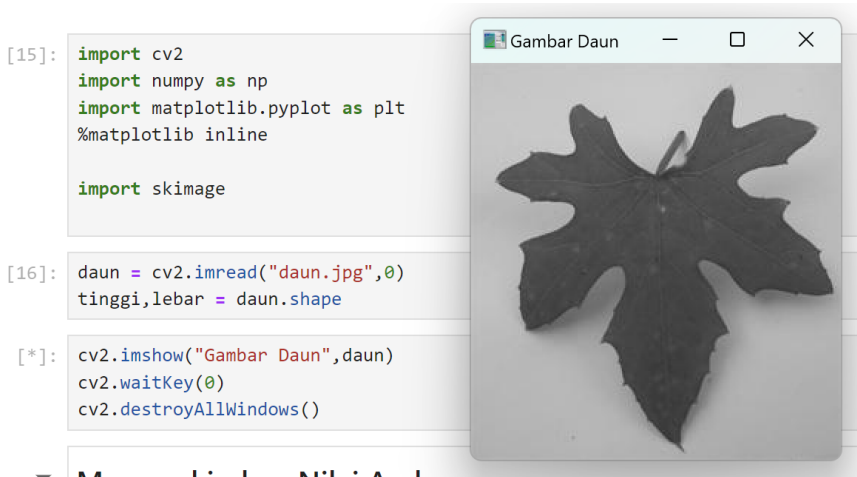 [15]:
import cv2
import numpy as np
import matplotlib.pyplot as plt
%matplotlib inline
import skimage
[16]:
daun = cv2.imread("daun.jpg",0)
tinggi,lebar = daun.shape
[*]:
cv2.imshow("Gambar Daun",daun)
cv2.waitKey(0)
cv2.destroyAllWindows()
Gambar Daun